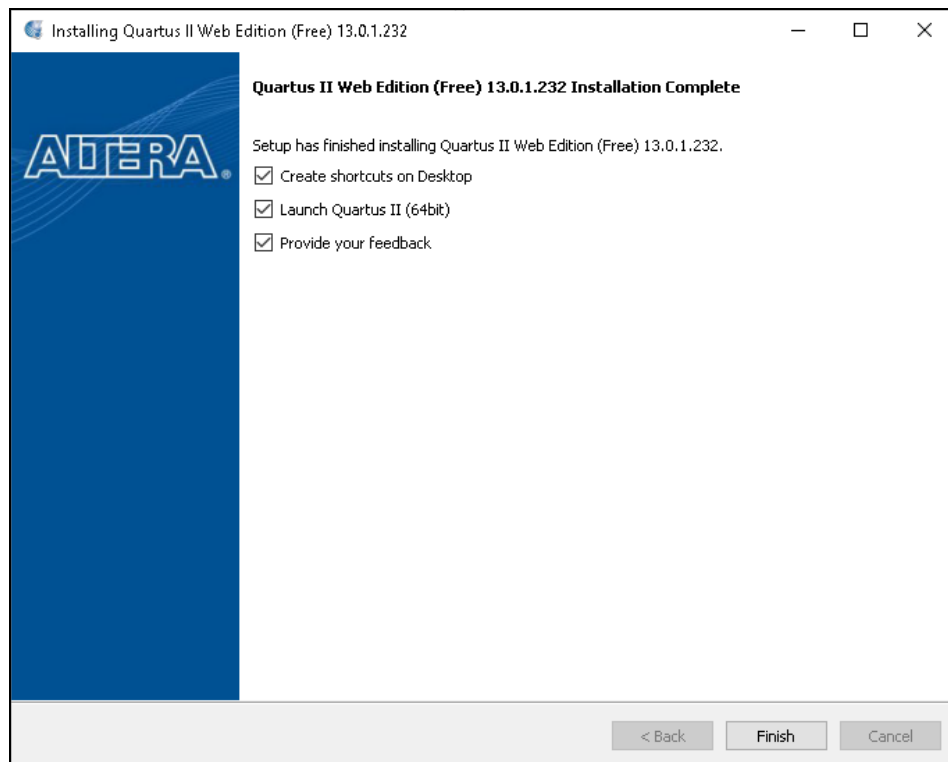 Installing Quartus II Web Edition (Free) 13.0.1.232
Quartus II Web Edition (Free) 13.0.1.232 Installation Complete
ALTERA®
Setup has finished installing Quartus II Web Edition (Free) 13.0.1.232.
Create shortcuts on Desktop
Launch Quartus II (64bit)
Provide your feedback
< Back Finish Cancel